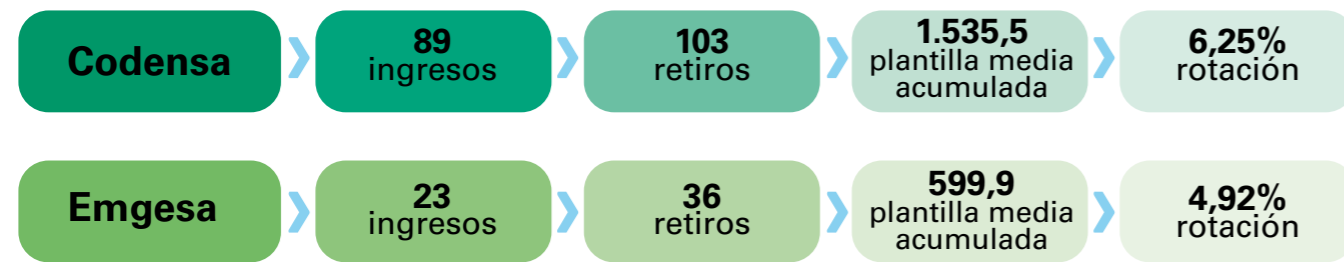 Codensa
89
ingresos
103
retiros
1.535,5
plantilla media
acumulada
6,25%
rotación
Emgesa
23
ingresos
36
retiros
599,9
plantilla media
acumulada
4,92%
rotación